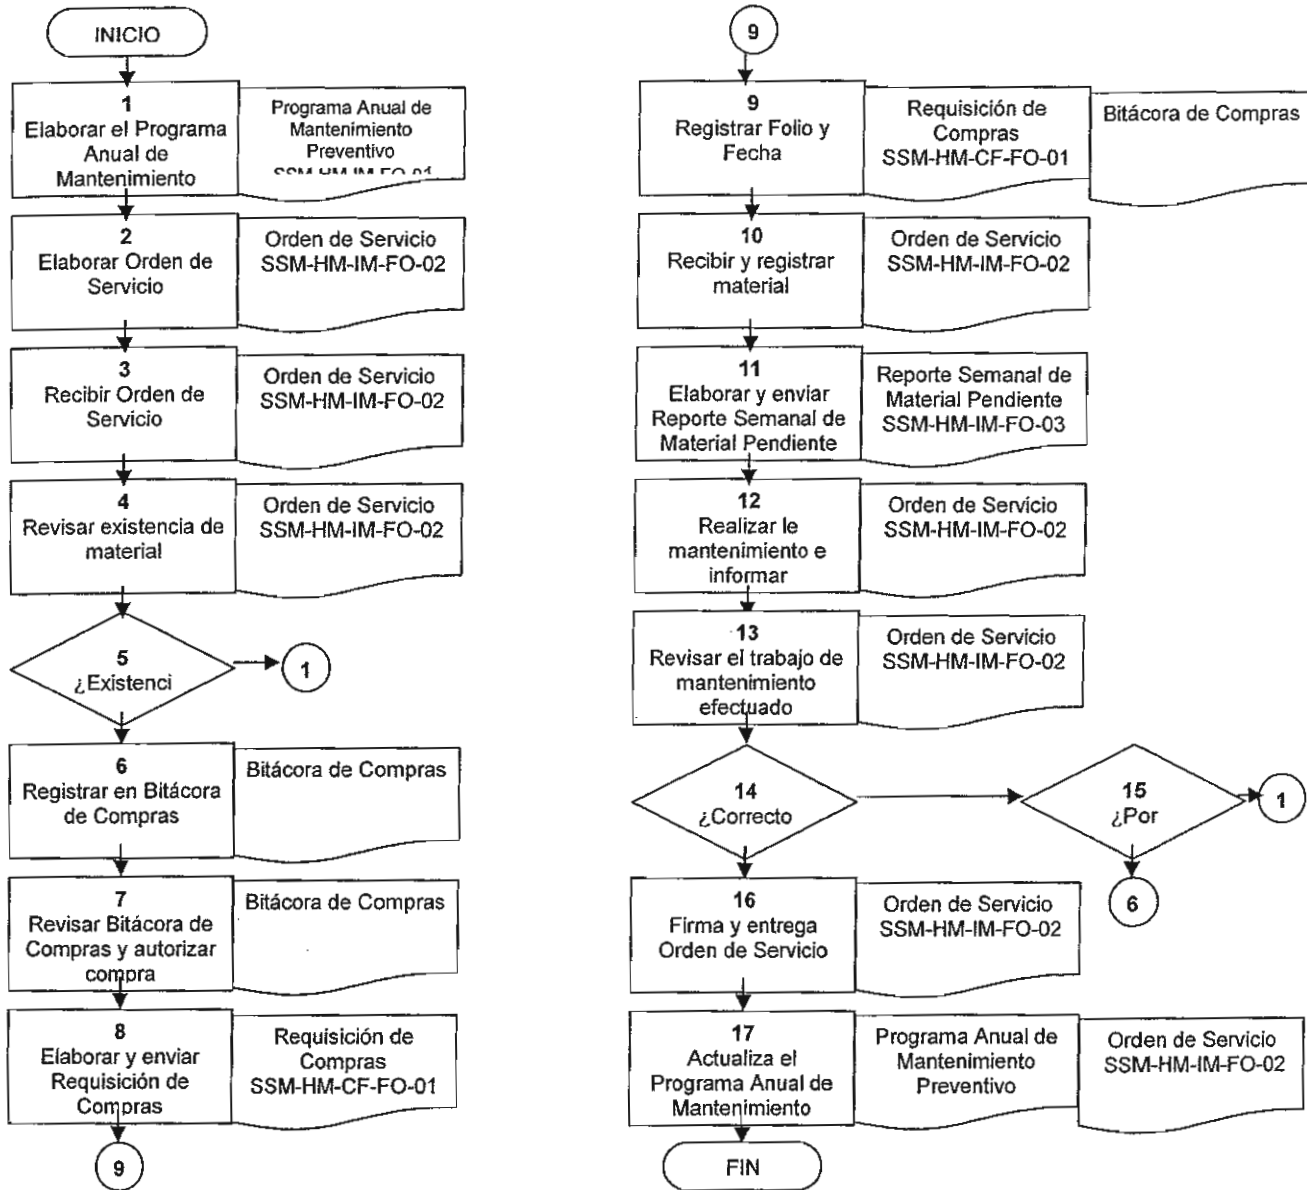 INICIO
1
Elaborar el Programa
Anual de
Mantenimiento
Programa Anual de
Mantenimiento
Preventivo
SSM-HM-IM-FO-01
2
Elaborar Orden de
Servicio
Orden de Servicio
SSM-HM-IM-FO-02
3
Recibir Orden de
Servicio
Orden de Servicio
SSM-HM-IM-FO-02
4
Revisar existencia de
material
Orden de Servicio
SSM-HM-IM-FO-02
5
¿Existenci
1
6
Registrar en Bitácora
de Compras
Bitácora de Compras
7
Revisar Bitácora de
Compras y autorizar
compra
Bitácora de Compras
8
Elaborar y enviar
Requisición de
Compras
Requisición de
Compras
SSM-HM-CF-FO-01
9
9
9
Registrar Folio y
Fecha
Requisición de
Compras
SSM-HM-CF-FO-01
Bitácora de Compras
10
Recibir y registrar
material
Orden de Servicio
SSM-HM-IM-FO-02
11
Elaborar y enviar
Reporte Semanal de
Material Pendiente
Reporte Semanal de
Material Pendiente
SSM-HM-IM-FO-03
12
Realizar le
mantenimiento e
informar
Orden de Servicio
SSM-HM-IM-FO-02
13
Revisar el trabajo de
mantenimiento
efectuado
Orden de Servicio
SSM-HM-IM-FO-02
14
¿Correcto
15
¿Por
1
6
16
Firma y entrega
Orden de Servicio
Orden de Servicio
SSM-HM-IM-FO-02
17
Actualiza el
Programa Anual de
Mantenimiento
Programa Anual de
Mantenimiento
Preventivo
Orden de Servicio
SSM-HM-IM-FO-02
FIN